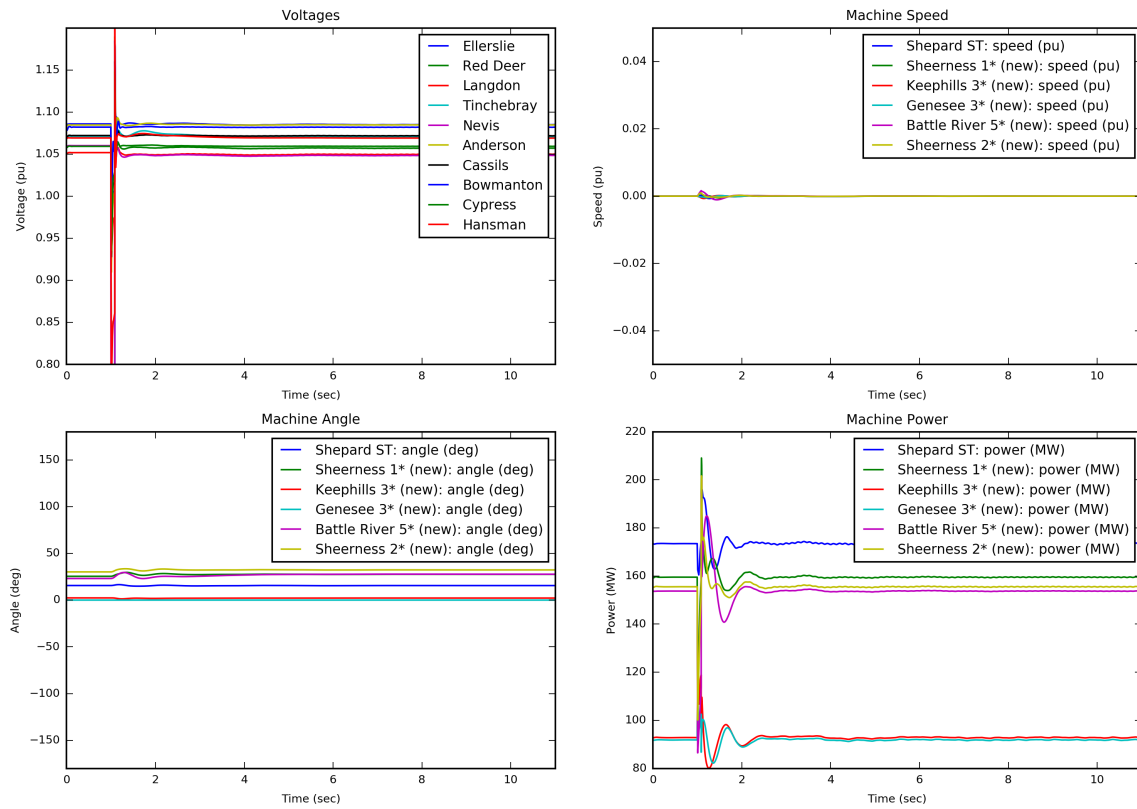 Voltages
1.15
1.10
1.05
1.00
0.95
0.90
0.85
0.80
Voltage (pu)
0 2 4 6 8 10
Time (sec)
Ellerslie
Red Deer
Langdon
Tinchebray
Nevis
Anderson
Cassils
Bowmanton
Cypress
Hansman
Machine Speed
0.04
0.02
0.00
−0.02
−0.04
Speed (pu)
0 2 4 6 8 10
Time (sec)
Shepard ST: speed (pu)
Sheerness 1* (new): speed (pu)
Keephills 3* (new): speed (pu)
Genesee 3* (new): speed (pu)
Battle River 5* (new): speed (pu)
Sheerness 2* (new): speed (pu)
Machine Angle
150
100
50
0
−50
−100
−150
Angle (deg)
0 2 4 6 8 10
Time (sec)
Shepard ST: angle (deg)
Sheerness 1* (new): angle (deg)
Keephills 3* (new): angle (deg)
Genesee 3* (new): angle (deg)
Battle River 5* (new): angle (deg)
Sheerness 2* (new): angle (deg)
Machine Power
220
200
180
160
140
120
100
80
Power (MW)
0 2 4 6 8 10
Time (sec)
Shepard ST: power (MW)
Sheerness 1* (new): power (MW)
Keephills 3* (new): power (MW)
Genesee 3* (new): power (MW)
Battle River 5* (new): power (MW)
Sheerness 2* (new): power (MW)